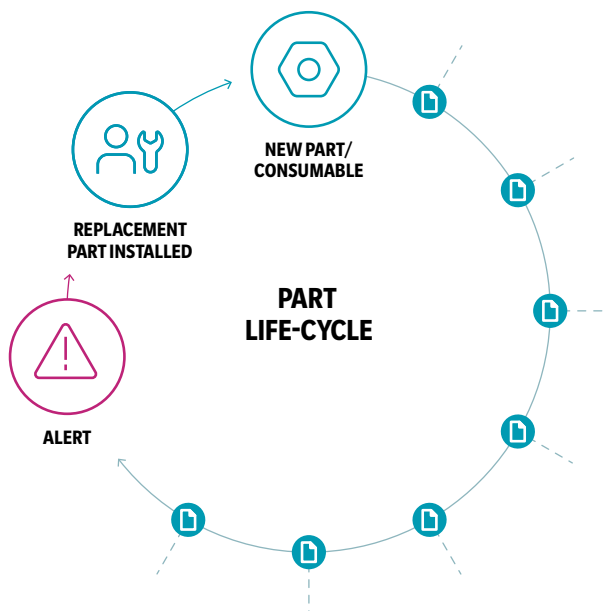 NEW PART/
CONSUMABLE
REPLACEMENT
PART INSTALLED
PART
LIFE-CYCLE
ALERT